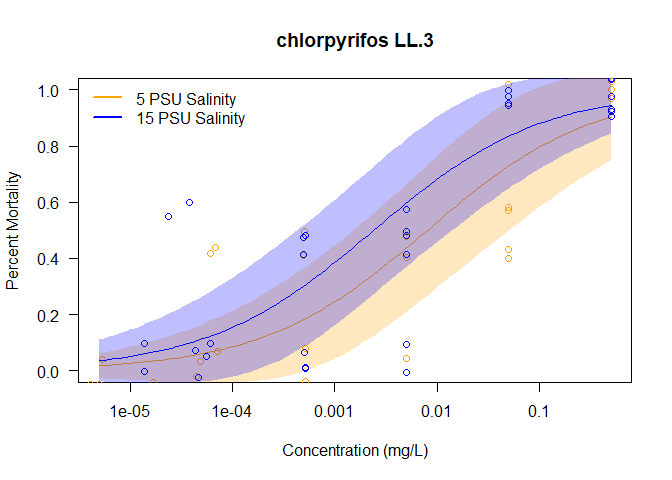 chlorpyrifos LL.3
5 PSU Salinity
15 PSU Salinity
Percent Mortality
1.0
0.8
0.6
0.4
0.2
0.0
1e-05 1e-04 0.001 0.01 0.1
Concentration (mg/L)